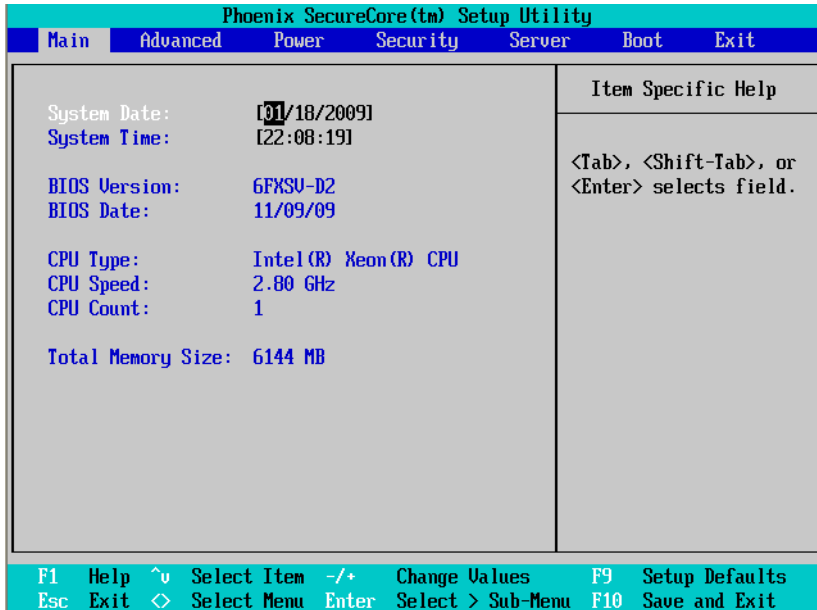 Phoenix SecureCore(tm) Setup Utility
Main Advanced Power Security Server Boot Exit
Item Specific Help
System Date: [01/18/2009]
System Time: [22:08:19]
<Tab>, <Shift-Tab>, or
<Enter> selects field.
BIOS Version: 6FXSV-D2
BIOS Date: 11/09/09
CPU Type: Intel(R) Xeon(R) CPU
CPU Speed: 2.80 GHz
CPU Count: 1
Total Memory Size: 6144 MB
F1 Help ^v Select Item -/+ Change Values F9 Setup Defaults
Esc Exit <> Select Menu Enter Select > Sub-Menu F10 Save and Exit